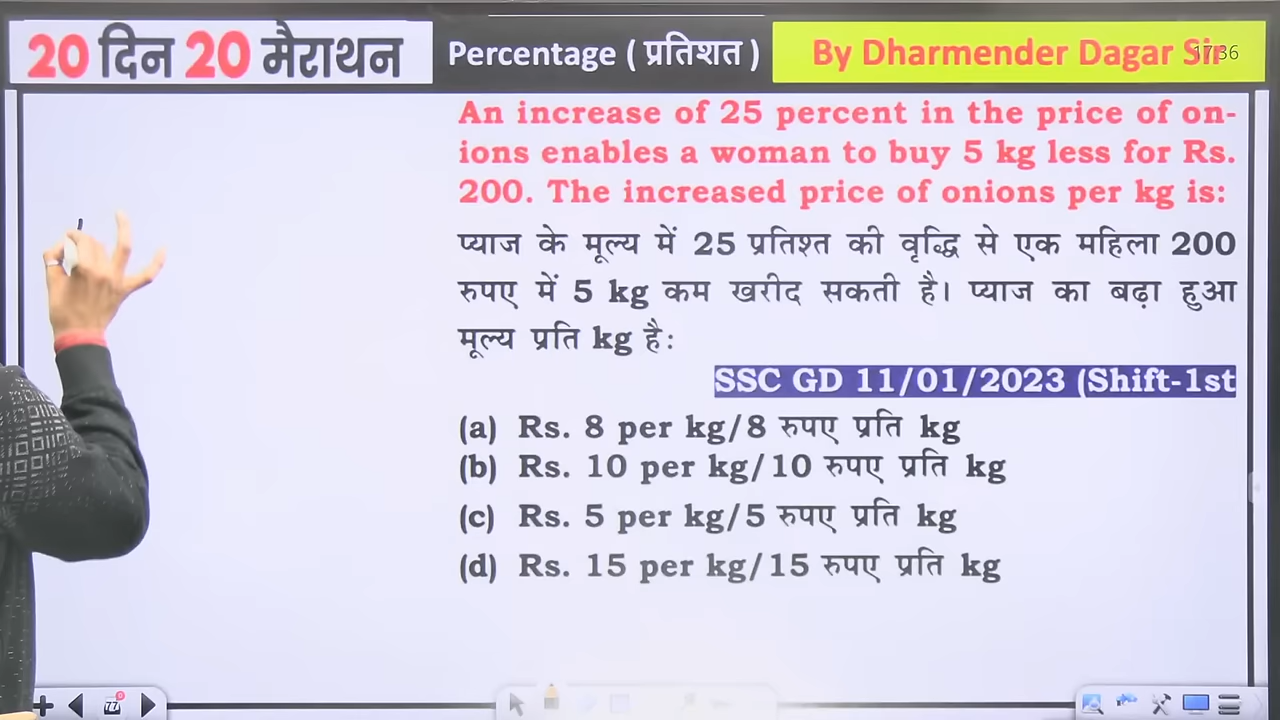 20 दिन 20 मैराथन
Percentage ( प्रतिशत )
By Dharmender Dagar Sir
17:36
An increase of 25 percent in the price of on-
ions enables a woman to buy 5 kg less for Rs.
200. The increased price of onions per kg is:
प्याज के मूल्य में 25 प्रतिश्त की वृद्धि से एक महिला 200
रुपए में 5 kg कम खरीद सकती है। प्याज का बढ़ा हुआ
मूल्य प्रति kg है:
SSC GD 11/01/2023 (Shift-1st
(a) Rs. 8 per kg/8 रुपए प्रति kg
(b) Rs. 10 per kg/10 रुपए प्रति kg
(c) Rs. 5 per kg/5 रुपए प्रति kg
(d) Rs. 15 per kg/15 रुपए प्रति kg
77